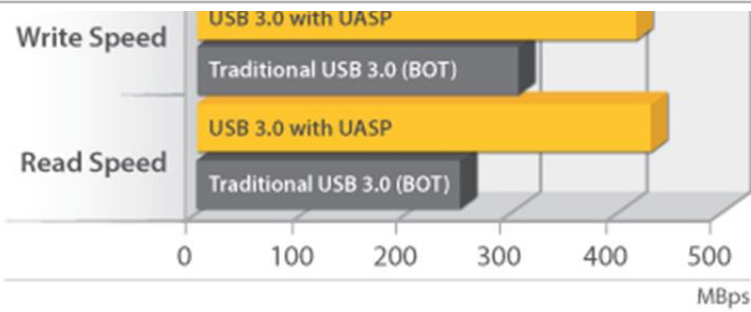 USB 3.0 with UASP
Write Speed
Traditional USB 3.0 (BOT)
USB 3.0 with UASP
Read Speed
Traditional USB 3.0 (BOT)
0 100 200 300 400 500
MBps